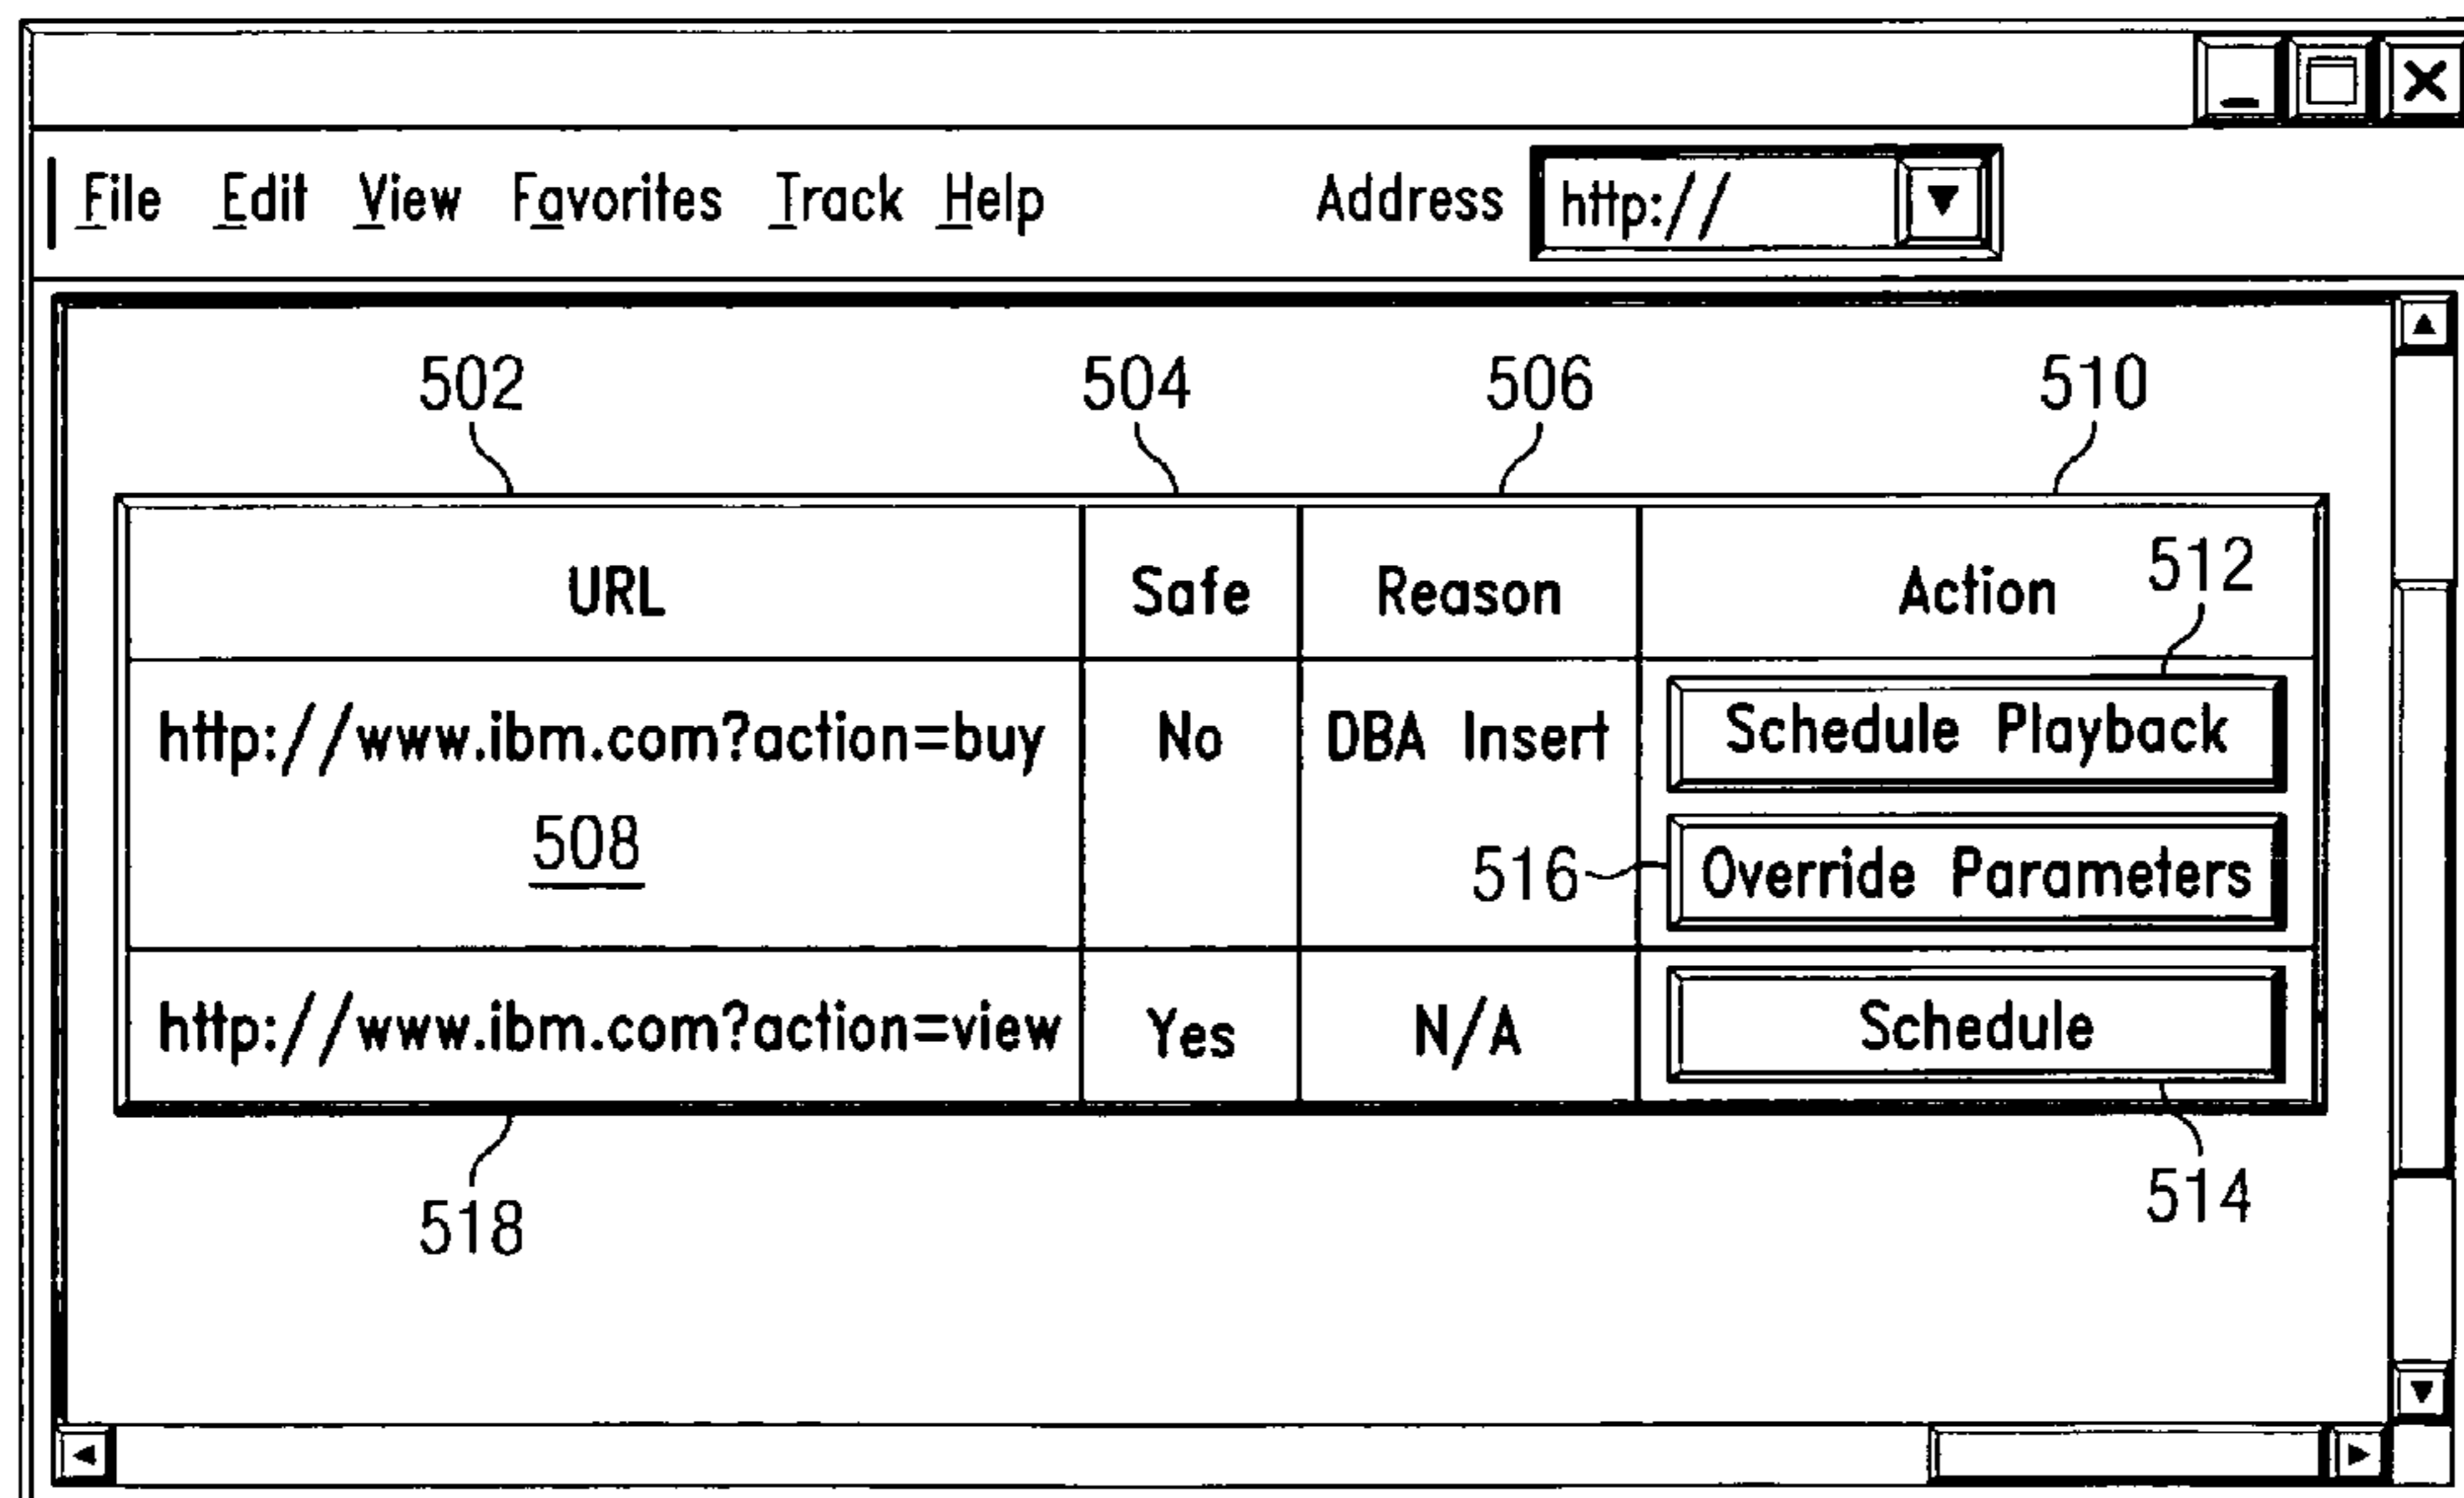 File Edit View Favorites Track Help Address http://
502 504 506 510
URL Safe Reason Action 512
http://www.ibm.com?action=buy No DBA Insert Schedule Playback
508 516 Override Parameters
http://www.ibm.com?action=view Yes N/A Schedule
518 514